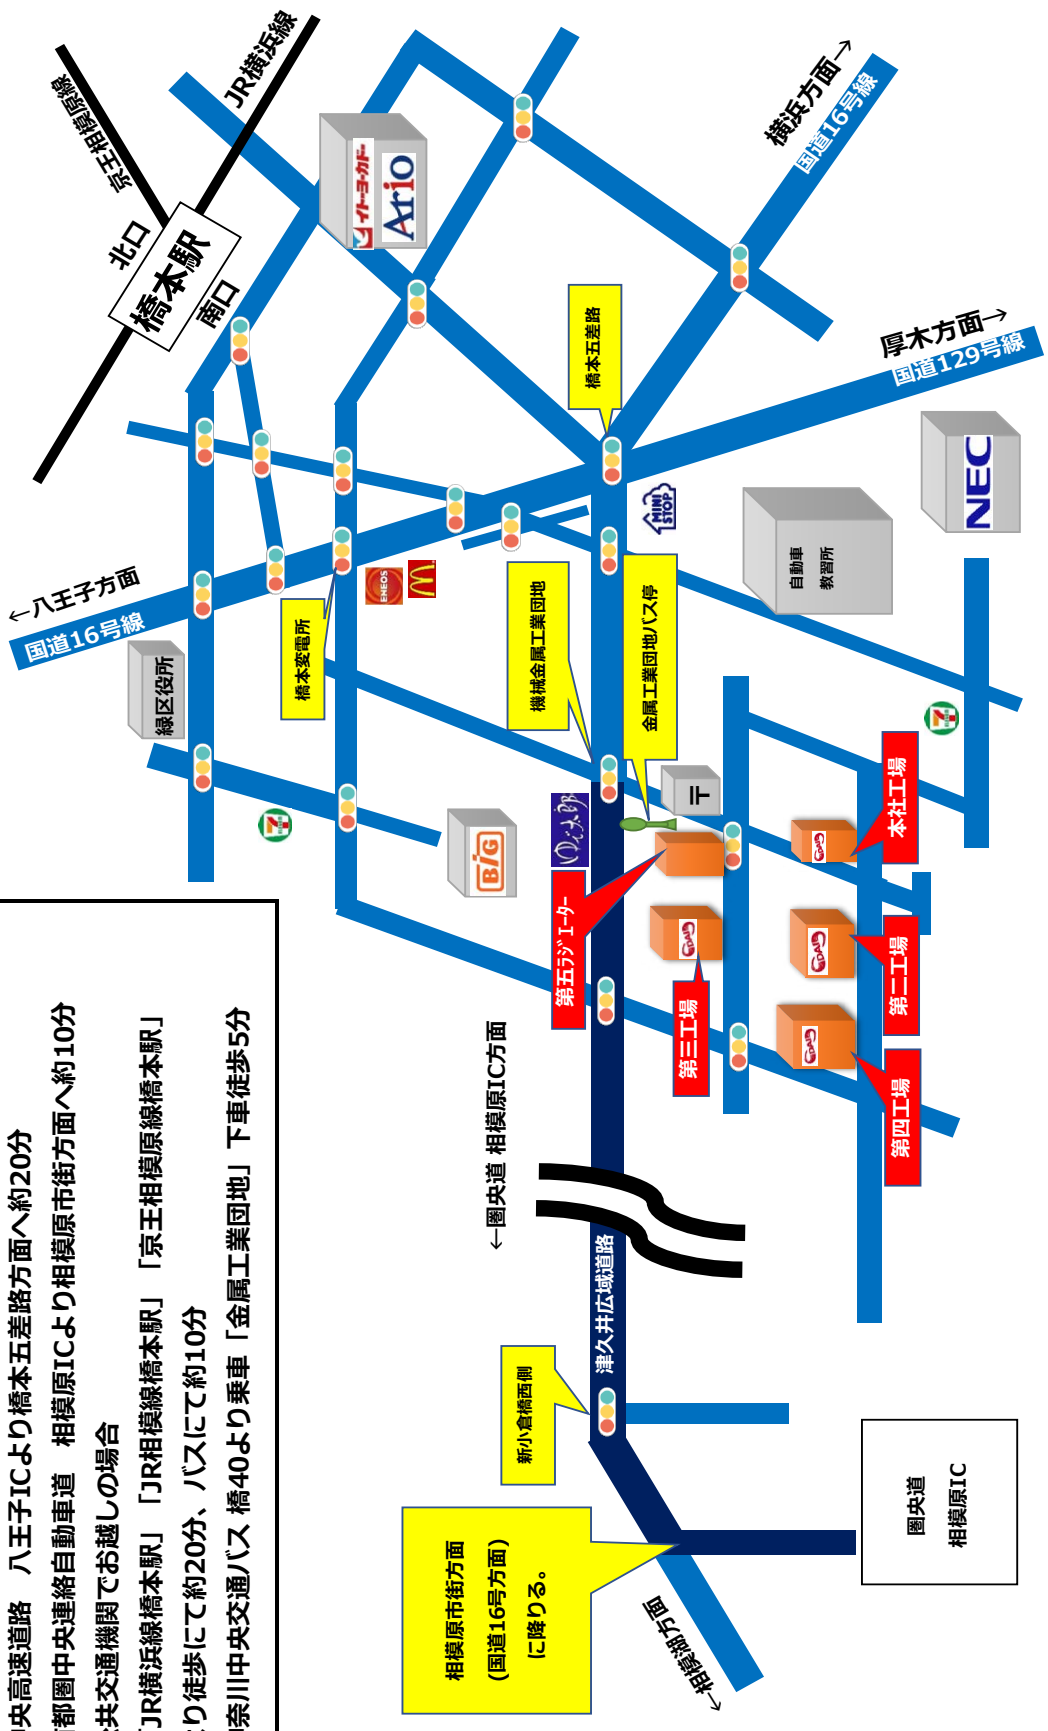 央高速道路　八王子ICより橋本五差路方面へ約20分
都圏中央連絡自動車道　相模原ICより相模原市街方面へ約10分
共交通機関でお越しの場合
JR横浜線橋本駅」「JR相模線橋本駅」「京王相模原線橋本駅」
り徒歩にて約20分、バスにて約10分
奈川中央交通バス 橋40より乗車「金属工業団地」下車徒歩5分
←八王子方面
国道16号線
京王相模原線
JR横浜線
北口
橋本駅
南口
イトーヨーカドー
Ario
横浜方面→
国道16号線
厚木方面→
国道129号線
緑区役所
橋本変電所
ENEOS
橋本五差路
MINI
STOP
機械金属工業団地
金属工業団地バス停
自動車
教習所
NEC
BIG
ゆず太郎
〒
第五ラジエーター
第三工場
本社工場
第二工場
第四工場
DAIS
DAIS
DAIS
DAIS
←圏央道 相模原IC方面
津久井広域道路
新小倉橋西側
相模原市街方面
(国道16号方面)
に降りる。
←相模湖方面
圏央道
相模原IC